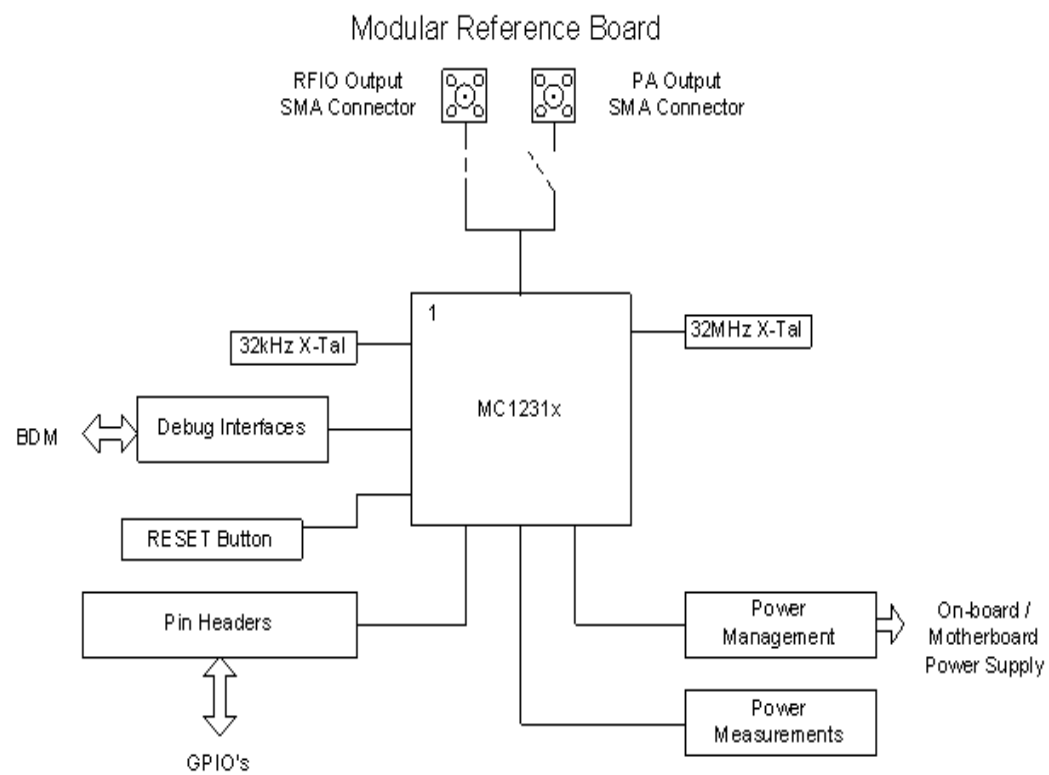 Modular Reference Board
RFIO Output
SMA Connector
PA Output
SMA Connector
1
32kHz X-Tal
32MHz X-Tal
MC1231x
BDM
Debug Interfaces
RESET Button
Pin Headers
Power
Management
On-board /
Motherboard
Power Supply
Power
Measurements
GPIO's